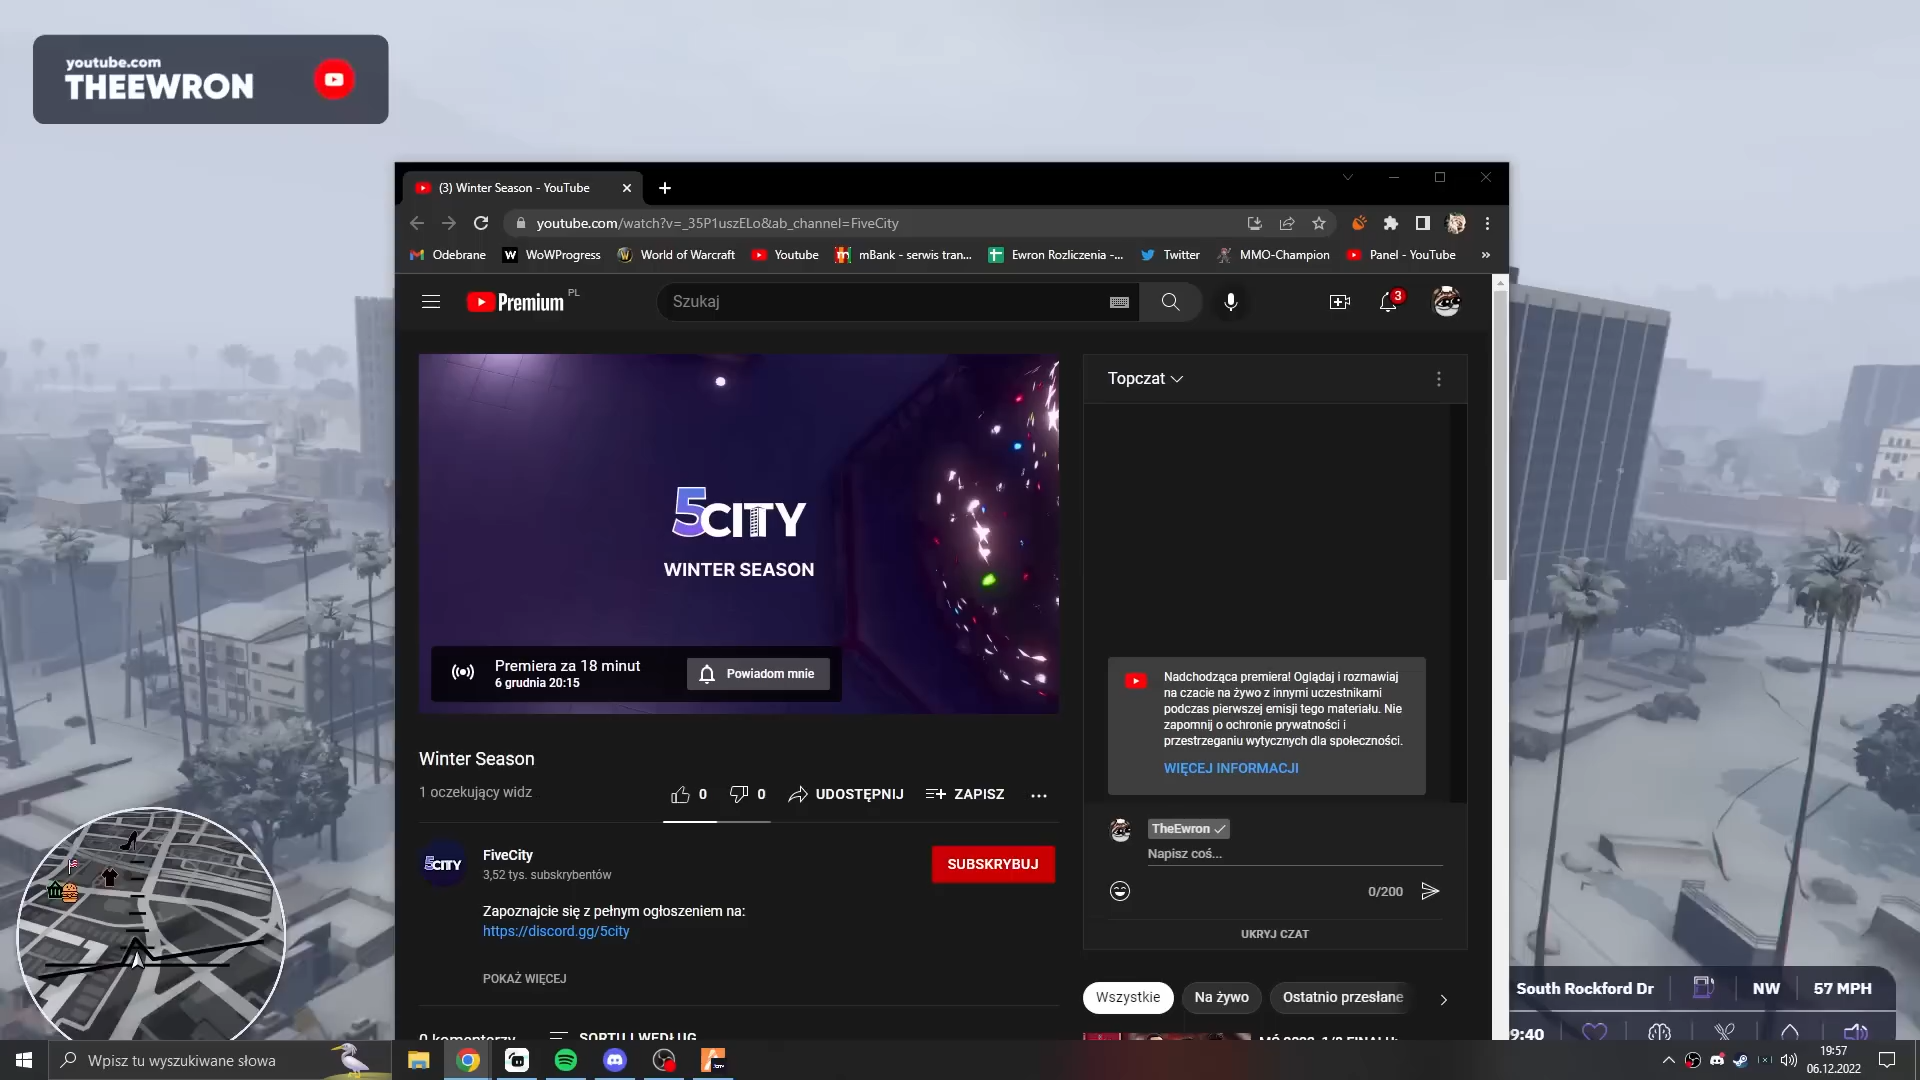 youtube.com
THEEWRON
(3) Winter Season - YouTube
youtube.com/watch?v=_35P1uszELo&ab_channel=FiveCity
Odebrane
WoWProgress
World of Warcraft
Youtube
mBank - serwis tran...
Ewron Rozliczenia -...
Twitter
MMO-Champion
Panel - YouTube
»
Premium PL
Szukaj
3
5CITY
WINTER SEASON
Premiera za 18 minut
6 grudnia 20:15
Powiadom mnie
Topczat
Nadchodząca premiera! Oglądaj i rozmawiaj
na czacie na żywo z innymi uczestnikami
podczas pierwszej emisji tego materiału. Nie
zapomnij o ochronie prywatności i
przestrzeganiu wytycznych dla społeczności.
WIĘCEJ INFORMACJI
Winter Season
1 oczekujący widz
0
0
UDOSTĘPNIJ
ZAPISZ
TheEwron
Napisz coś...
0/200
UKRYJ CZAT
5CITY
FiveCity
3,52 tys. subskrybentów
SUBSKRYBUJ
Zapoznajcie się z pełnym ogłoszeniem na:
https://discord.gg/5city
POKAŻ WIĘCEJ
Wszystkie
Na żywo
Ostatnio przesłane
0 komentarzy
SORTUJ WEDŁUG
South Rockford Dr
NW
57 MPH
9:40
Wpisz tu wyszukiwane słowa
19:57
06.12.2022